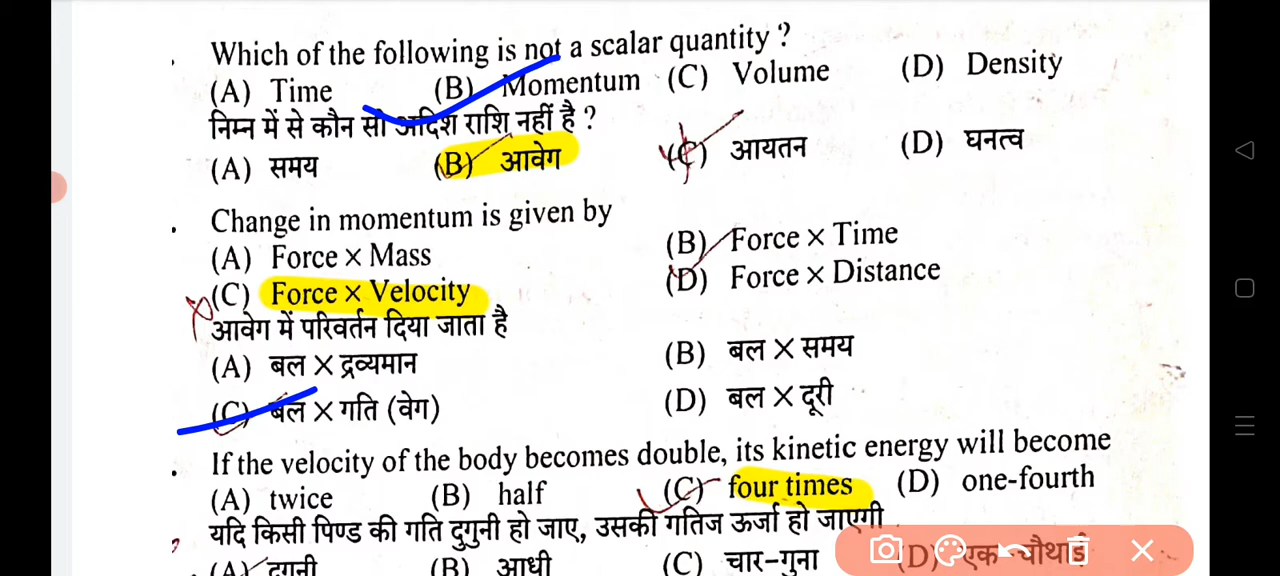 . Which of the following is not a scalar quantity ?
(A) Time (B) Momentum (C) Volume (D) Density
निम्न में से कौन सी अदिश राशि नहीं है ?
(A) समय (B) आवेग (C) आयतन (D) घनत्व
. Change in momentum is given by
(A) Force × Mass (B) Force × Time
(C) Force × Velocity (D) Force × Distance
आवेग में परिवर्तन दिया जाता है
(A) बल × द्रव्यमान (B) बल × समय
(C) बल × गति (वेग) (D) बल × दूरी
. If the velocity of the body becomes double, its kinetic energy will become
(A) twice (B) half (C) four times (D) one-fourth
यदि किसी पिण्ड की गति दुगुनी हो जाए, उसकी गतिज ऊर्जा हो जाएगी
(A) दुगुनी (B) आधी (C) चार-गुना (D) एक चौथाई